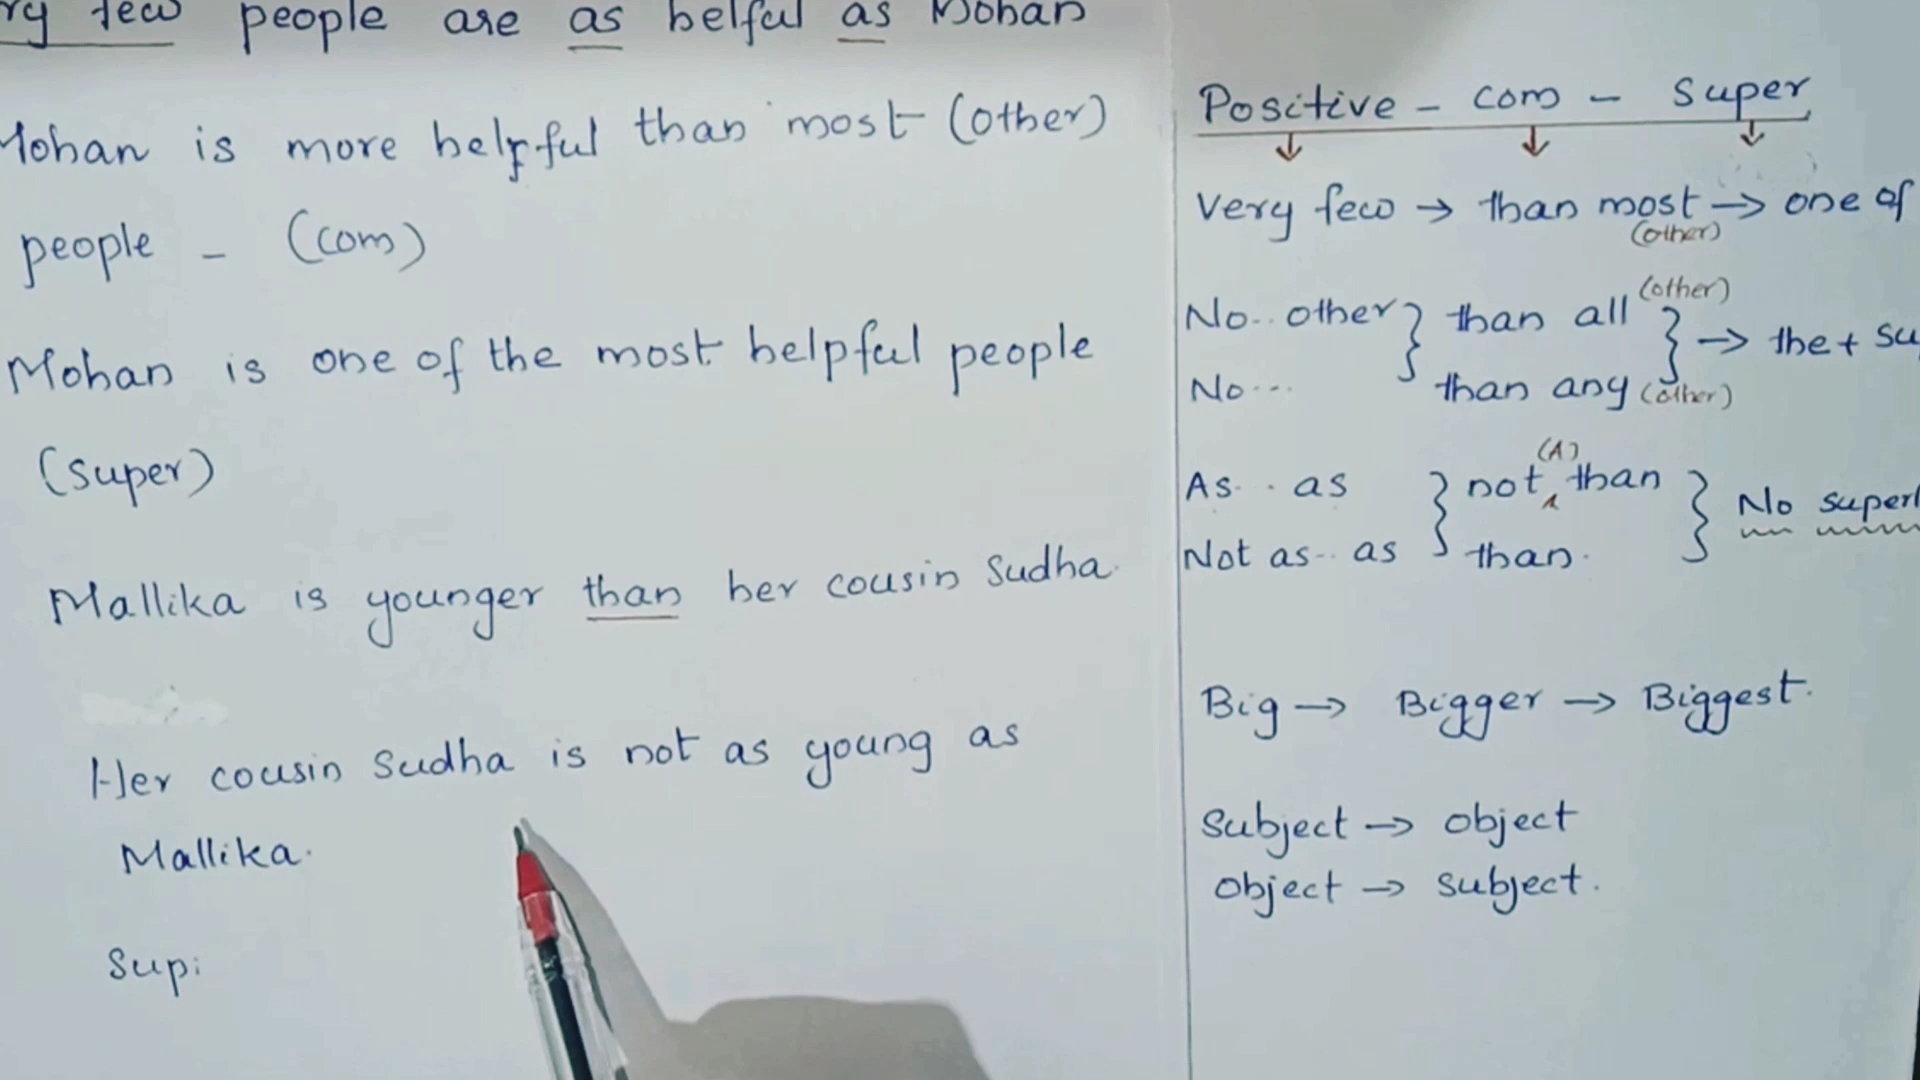 ry few people are as belful as Mohan
Mohan is more helpful than most (other)
people - (com)
Mohan is one of the most helpful people
(super)
Mallika is younger than her cousin Sudha.
Her cousin Sudha is not as young as
Mallika.
Sup:
Positive - com - Super
Very few → than most → one of
(other)
No.. other } than all (other) } → the + su
No... than any (other)
(A)
As.. as } not ʌ than } No superl
Not as.. as than.
Big → Bigger → Biggest.
Subject → object
Object → subject.